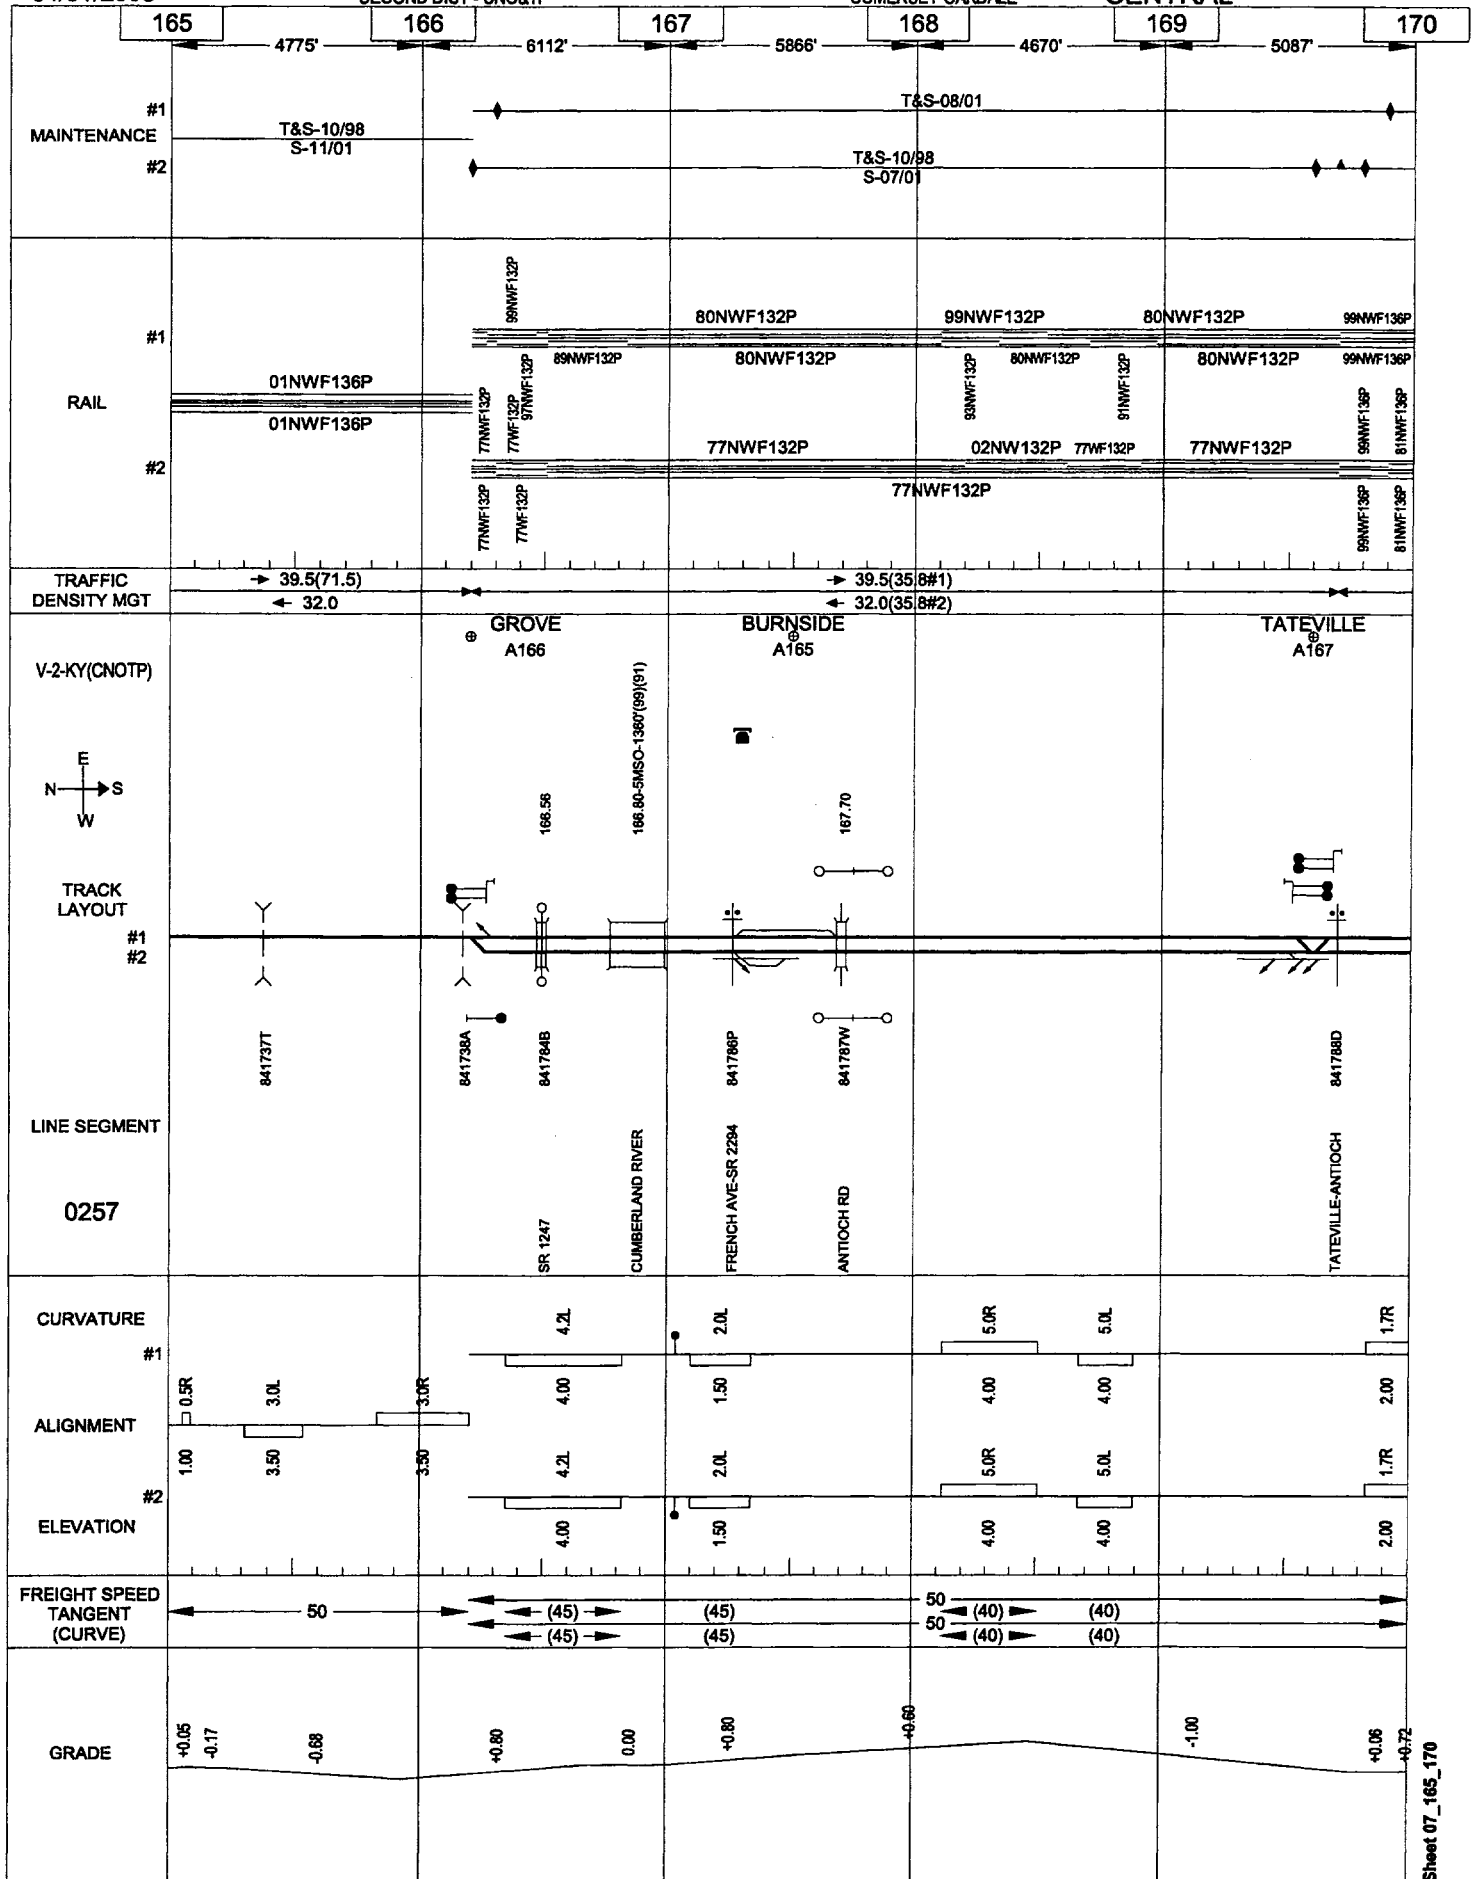 165 166 167 168 169 170
4775' 6112' 5866' 4670' 5087'
#1
T&S-08/01
MAINTENANCE
T&S-10/98
S-11/01
#2
T&S-10/98
S-07/01
99NWF132P
#1
80NWF132P 99NWF132P 80NWF132P 99NWF136P
89NWF132P 80NWF132P 80NWF132P 80NWF132P 99NWF136P
97NWF132P 93NWF132P 91NWF132P
RAIL
01NWF136P
01NWF136P
77NWF132P 77WF132P 99NWF136P 81NWF136P
#2
77NWF132P 02NW132P 77WF132P 77NWF132P
77NWF132P
77NWF132P 77WF132P 99NWF136P 81NWF136P
TRAFFIC
DENSITY MGT
39.5(71.5)
32.0
39.5(35.8#1)
32.0(35.8#2)
GROVE
A166
BURNSIDE
A165
TATEVILLE
A167
V-2-KY(CNOTP)
166.80-5MSO-1360'(99)(91)
E
N S
W
166.56 167.70
TRACK
LAYOUT
#1
#2
841737T 841738A 841784B 841786P 841787W 841788D
LINE SEGMENT
0257
SR 1247
CUMBERLAND RIVER
FRENCH AVE-SR 2294
ANTIOCH RD
TATEVILLE-ANTIOCH
CURVATURE
#1
4.2L 2.0L 5.0R 5.0L 1.7R
4.00 1.50 4.00 4.00 2.00
ALIGNMENT
0.5R 3.0L 3.0R
1.00 3.50 3.50
#2
4.2L 2.0L 5.0R 5.0L 1.7R
ELEVATION
4.00 1.50 4.00 4.00 2.00
FREIGHT SPEED
TANGENT
(CURVE)
50
50
(45) (45) (40) (40)
50
(45) (45) (40) (40)
GRADE
+0.05 -0.17 -0.68 +0.80 0.00 +0.80 +0.60 -1.00 +0.06 +0.72
Sheet 07_165_170